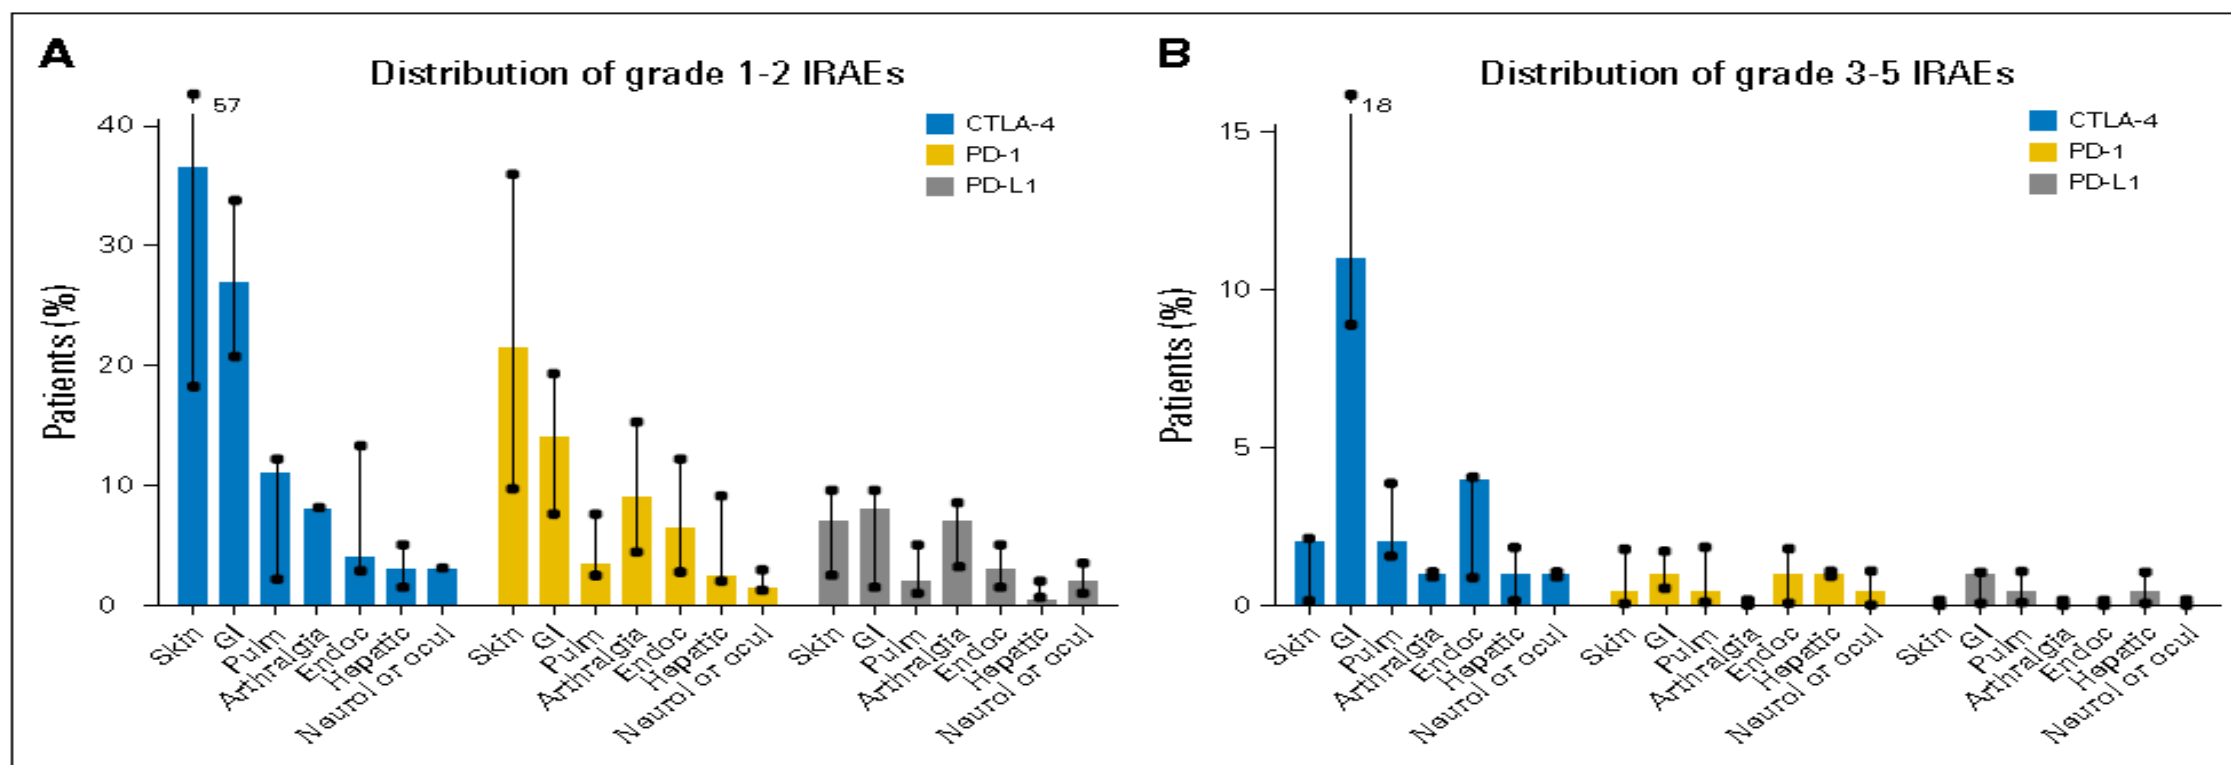 A
Distribution of grade 1-2 IRAEs
57
CTLA-4
PD-1
PD-L1
Patients (%)
40
30
20
10
0
Skin
GI
Pulm
Arthralgia
Endoc
Hepatic
Neurol or ocul
Skin
GI
Pulm
Arthralgia
Endoc
Hepatic
Neurol or ocul
Skin
GI
Pulm
Arthralgia
Endoc
Hepatic
Neurol or ocul
B
Distribution of grade 3-5 IRAEs
18
CTLA-4
PD-1
PD-L1
Patients (%)
15
10
5
0
Skin
GI
Pulm
Arthralgia
Endoc
Hepatic
Neurol or ocul
Skin
GI
Pulm
Arthralgia
Endoc
Hepatic
Neurol or ocul
Skin
GI
Pulm
Arthralgia
Endoc
Hepatic
Neurol or ocul